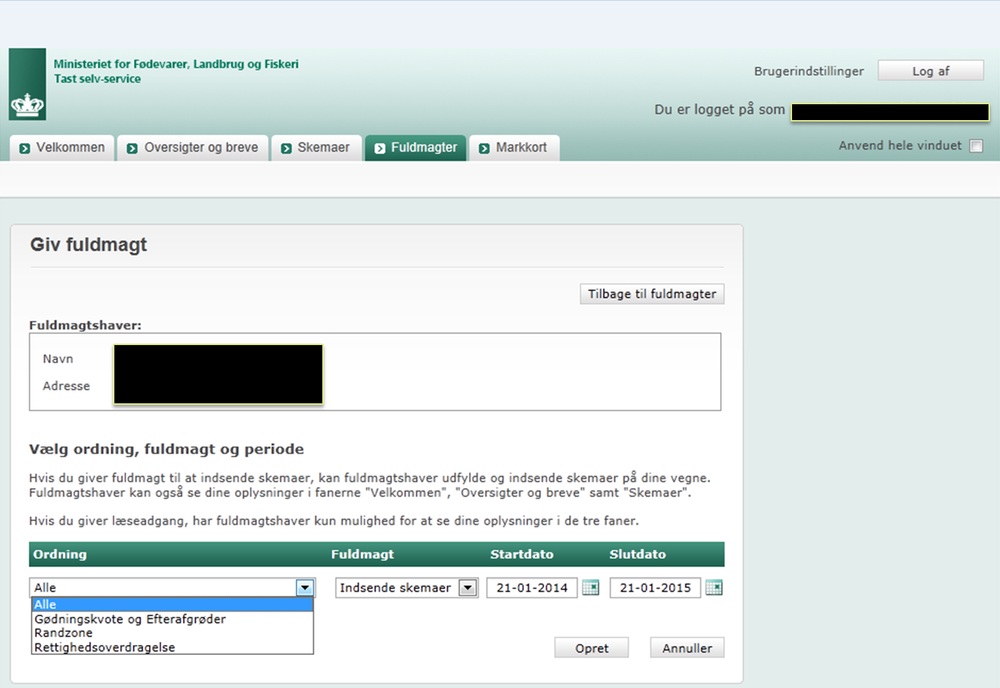 Ministeriet for Fødevarer, Landbrug og Fiskeri
Tast selv-service
Brugerindstillinger
Log af
Du er logget på som
Velkommen
Oversigter og breve
Skemaer
Fuldmagter
Markkort
Anvend hele vinduet
Giv fuldmagt
Tilbage til fuldmagter
Fuldmagtshaver:
Navn
Adresse
Vælg ordning, fuldmagt og periode
Hvis du giver fuldmagt til at indsende skemaer, kan fuldmagtshaver udfylde og indsende skemaer på dine vegne.
Fuldmagtshaver kan også se dine oplysninger i fanerne "Velkommen", "Oversigter og breve" samt "Skemaer".
Hvis du giver læseadgang, har fuldmagtshaver kun mulighed for at se dine oplysninger i de tre faner.
Ordning Fuldmagt Startdato Slutdato
Alle Indsende skemaer 21-01-2014 21-01-2015
Alle
Gødningskvote og Efterafgrøder
Randzone
Rettighedsoverdragelse
Opret Annuller